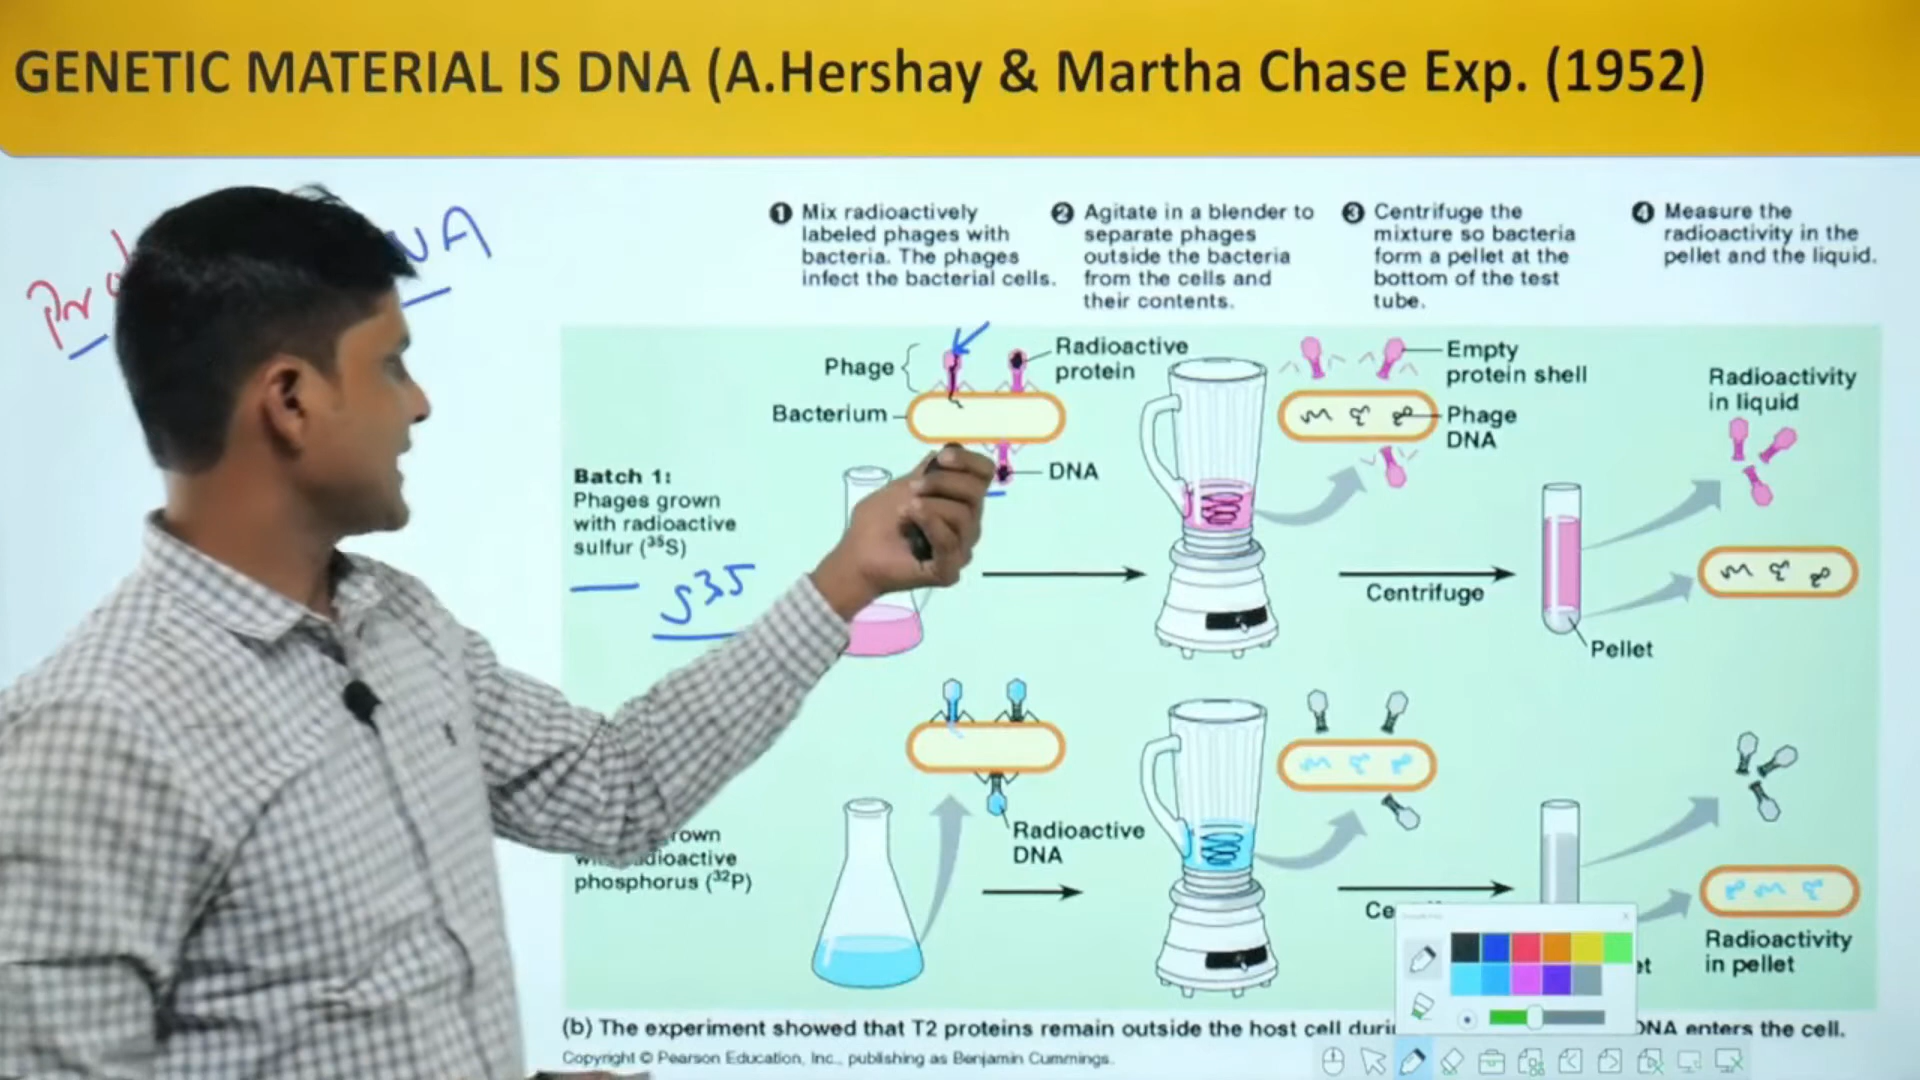 GENETIC MATERIAL IS DNA (A.Hershay & Martha Chase Exp. (1952)
❶ Mix radioactively
labeled phages with
bacteria. The phages
infect the bacterial cells.
❷ Agitate in a blender to
separate phages
outside the bacteria
from the cells and
their contents.
❸ Centrifuge the
mixture so bacteria
form a pellet at the
bottom of the test
tube.
❹ Measure the
radioactivity in the
pellet and the liquid.
Phage
Radioactive
protein
Bacterium
DNA
Empty
protein shell
Phage
DNA
Radioactivity
in liquid
Batch 1:
Phages grown
with radioactive
sulfur (³⁵S)
S35
Centrifuge
Pellet
Radioactive
DNA
phosphorus (³²P)
Radioactivity
in pellet
(b) The experiment showed that T2 proteins remain outside the host cell DNA enters the cell.
Copyright © Pearson Education, Inc., publishing as Benjamin Cummings.